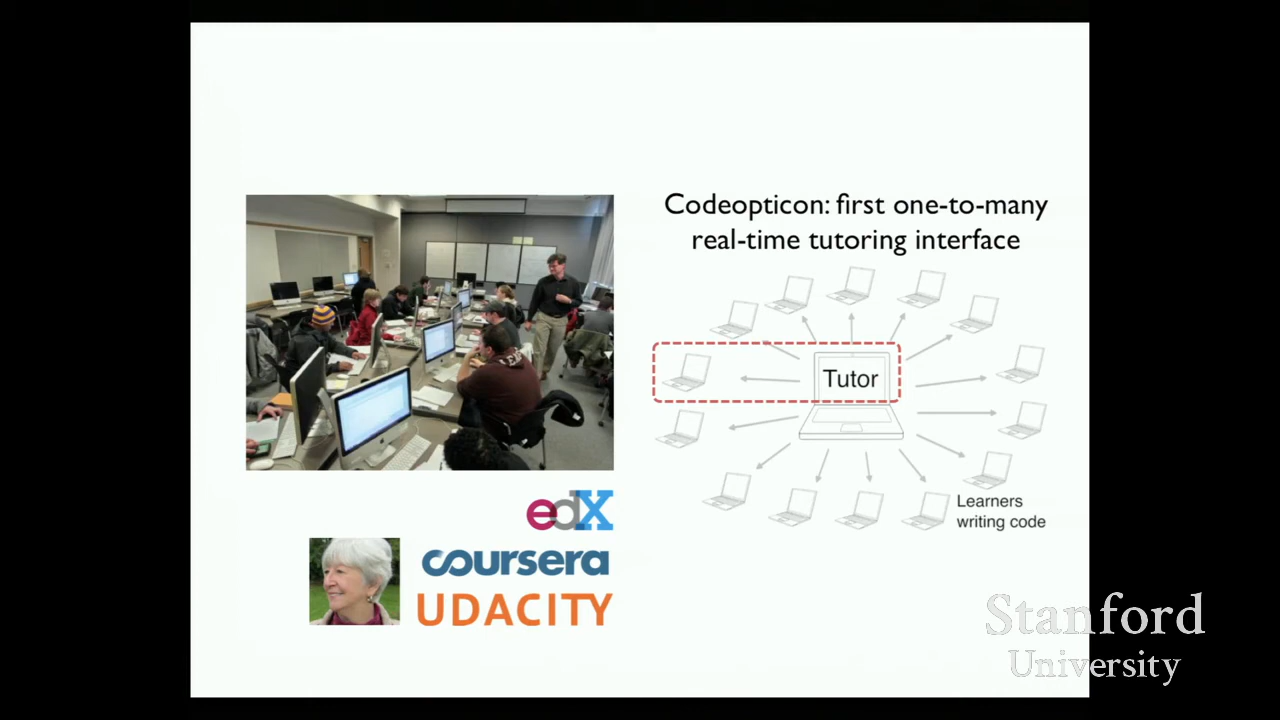 Codeopticon: first one-to-many
real-time tutoring interface
Tutor
Learners
writing code
edX
coursera
UDACITY
Stanford
University